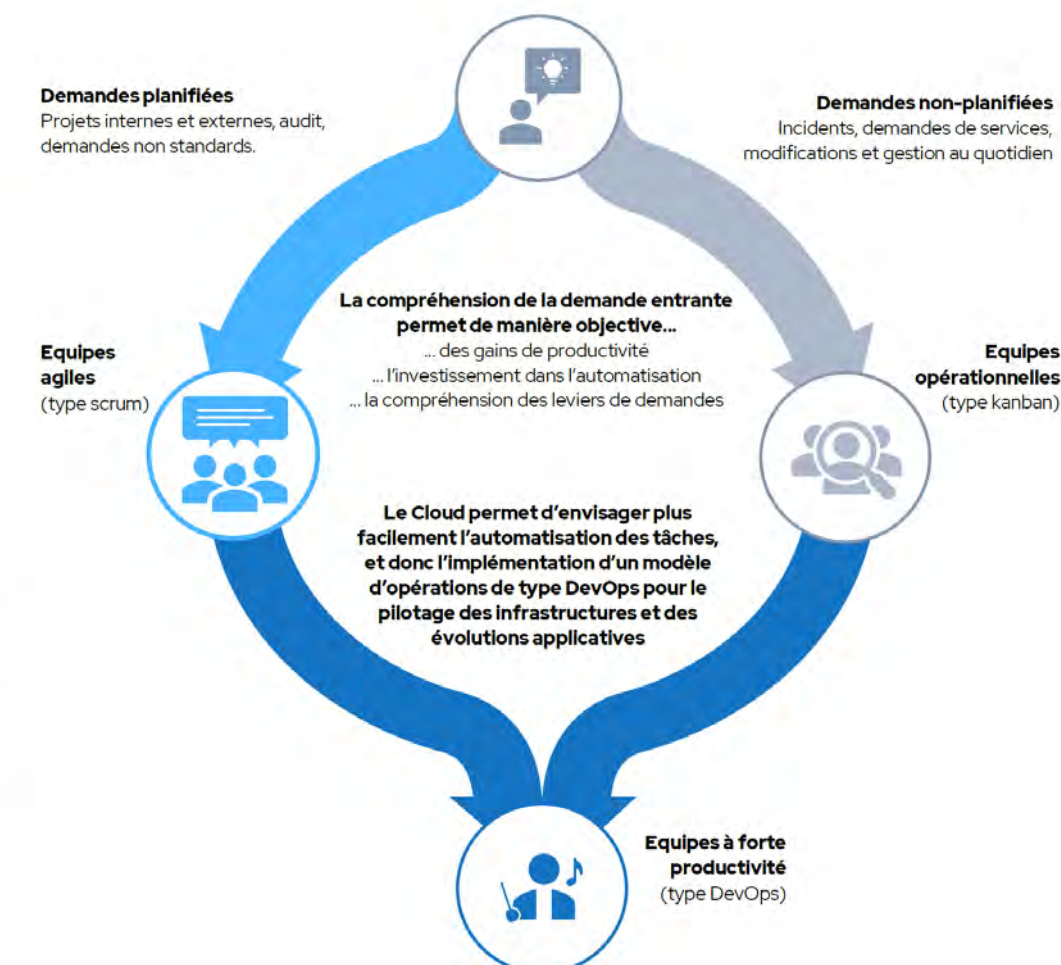 Demandes planifiées
Projets internes et externes, audit,
demandes non standards.
Demandes non-planifiées
Incidents, demandes de services,
modifications et gestion au quotidien
La compréhension de la demande entrante
permet de manière objective...
... des gains de productivité
... l'investissement dans l'automatisation
... la compréhension des leviers de demandes
Equipes
agiles
(type scrum)
Equipes
opérationnelles
(type kanban)
Le Cloud permet d'envisager plus
facilement l'automatisation des tâches,
et donc l'implémentation d'un modèle
d'opérations de type DevOps pour le
pilotage des infrastructures et des
évolutions applicatives
Equipes à forte
productivité
(type DevOps)